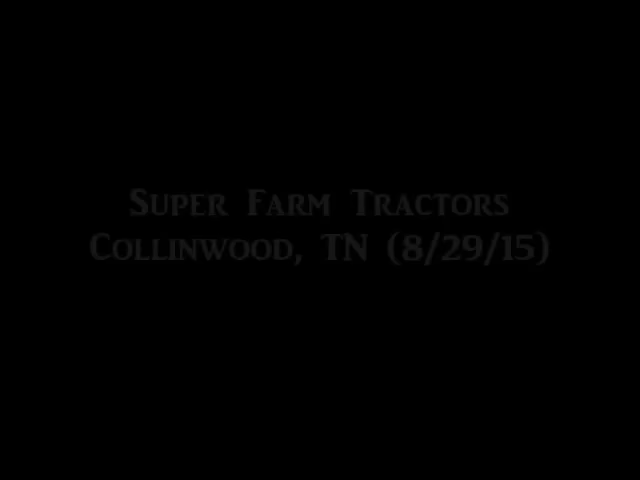 Super Farm Tractors
Collinwood, TN (8/29/15)